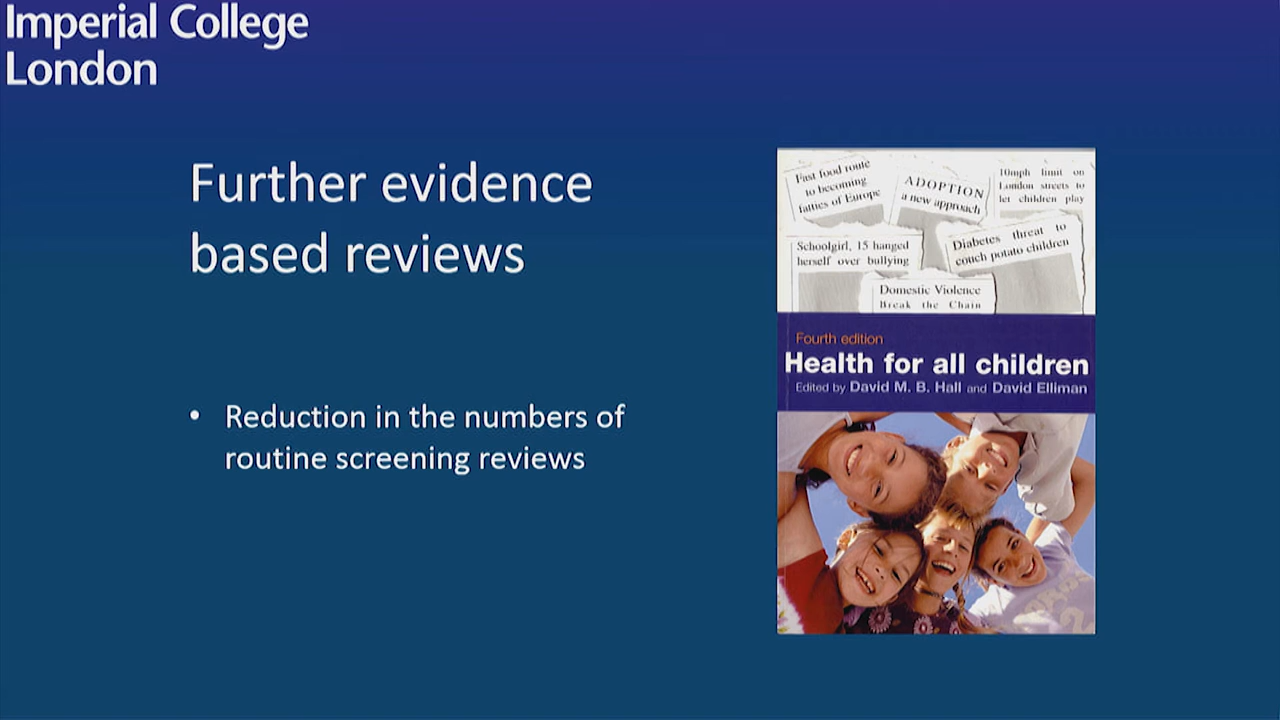 Imperial College
London
Further evidence
based reviews
• Reduction in the numbers of
routine screening reviews
Fast food route
to becoming
fatties of Europe
ADOPTION
a new approach
10mph limit on
London streets to
let children play
Schoolgirl, 15 hanged
herself over bullying
Diabetes threat to
couch potato children
Domestic Violence
Break the Chain
Fourth edition
Health for all children
Edited by David M. B. Hall and David Elliman